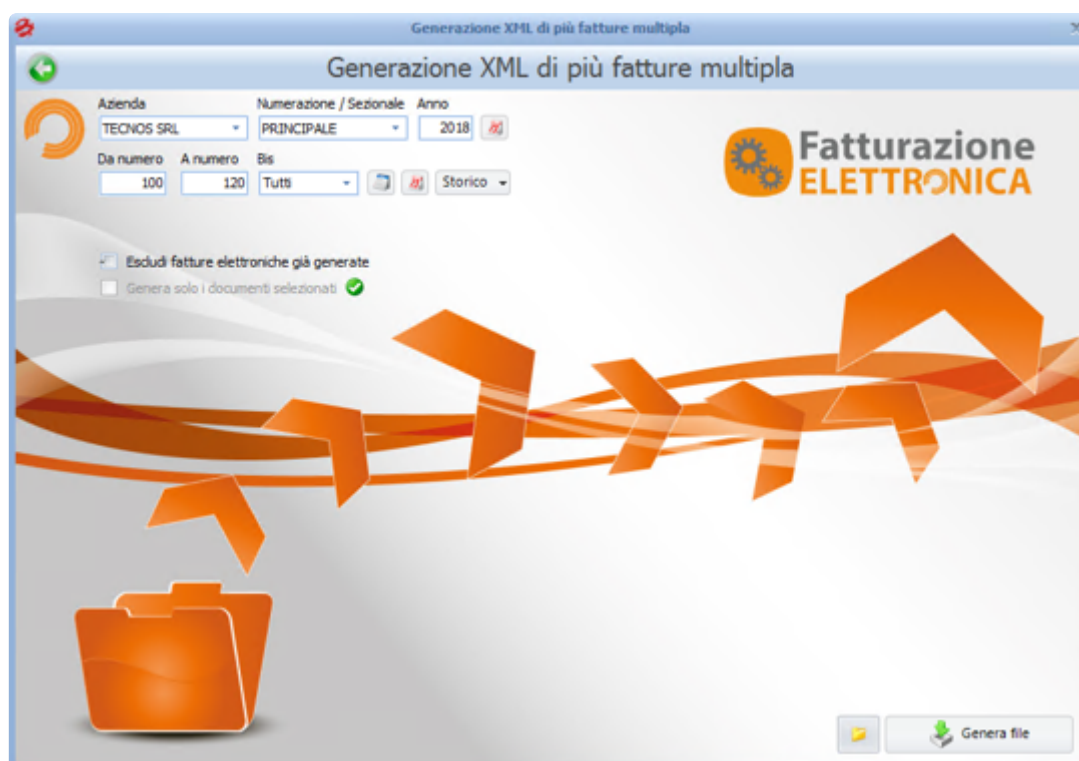 Generazione XML di più fatture multipla
Generazione XML di più fatture multipla
Azienda Numerazione / Sezionale Anno
TECNOS SRL PRINCIPALE 2018
Da numero A numero Bis
100 120 Tutti Storico
Fatturazione
ELETTRONICA
Escludi fatture elettroniche già generate
Genera solo i documenti selezionati
Genera file